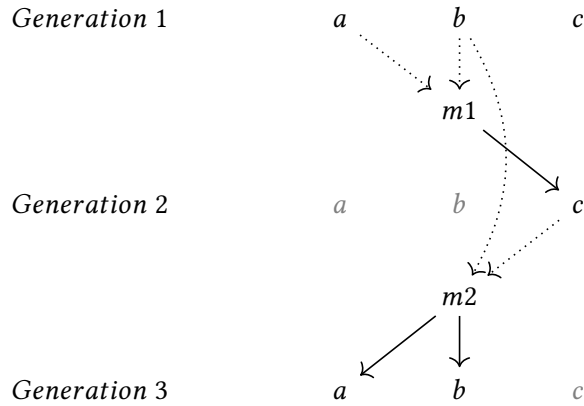 Generation 1 a b c
m1
Generation 2 a b c
m2
Generation 3 a b c